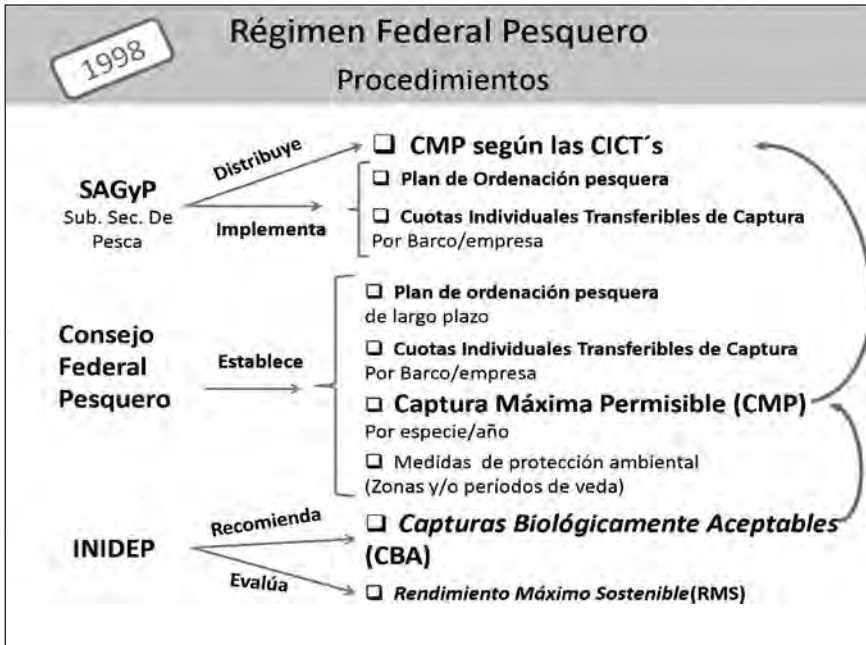 1998
Régimen Federal Pesquero
Procedimientos
SAGyP
Sub. Sec. De
Pesca
Distribuye
Implementa
❑ CMP según las CICT´s
❑ Plan de Ordenación pesquera
❑ Cuotas Individuales Transferibles de Captura
Por Barco/empresa
Consejo
Federal
Pesquero
Establece
❑ Plan de ordenación pesquera
de largo plazo
❑ Cuotas Individuales Transferibles de Captura
Por Barco/empresa
❑ Captura Máxima Permisible (CMP)
Por especie/año
❑ Medidas de protección ambiental
(Zonas y/o períodos de veda)
INIDEP
Recomienda
Evalúa
❑ Capturas Biológicamente Aceptables
(CBA)
❑ Rendimiento Máximo Sostenible(RMS)